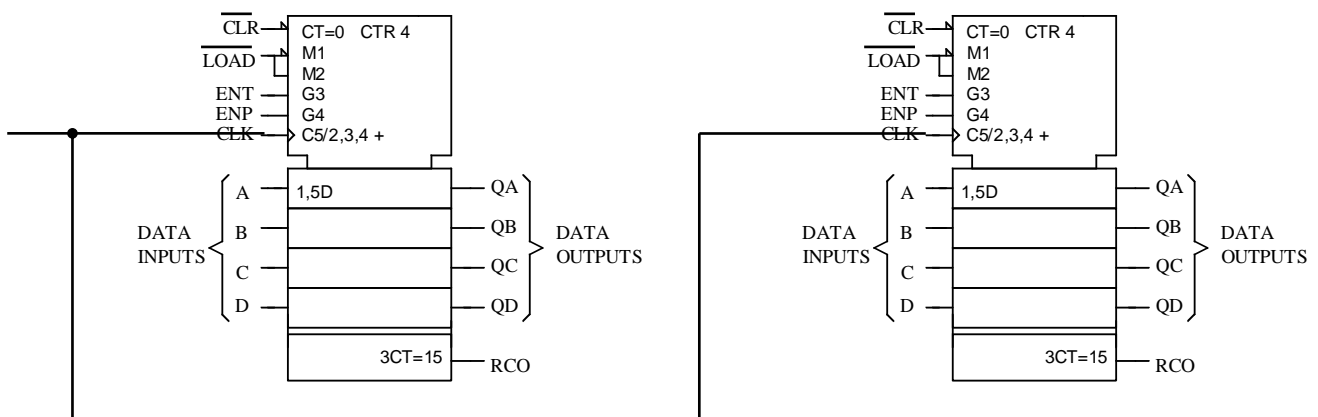 CLR CT=0 CTR 4
LOAD M1
M2
ENT G3
ENP G4
CLK C5/2,3,4 +
A 1,5D QA
B QB
DATA INPUTS
DATA OUTPUTS
C QC
D QD
3CT=15 RCO
CLR CT=0 CTR 4
LOAD M1
M2
ENT G3
ENP G4
CLK C5/2,3,4 +
A 1,5D QA
B QB
DATA INPUTS
DATA OUTPUTS
C QC
D QD
3CT=15 RCO